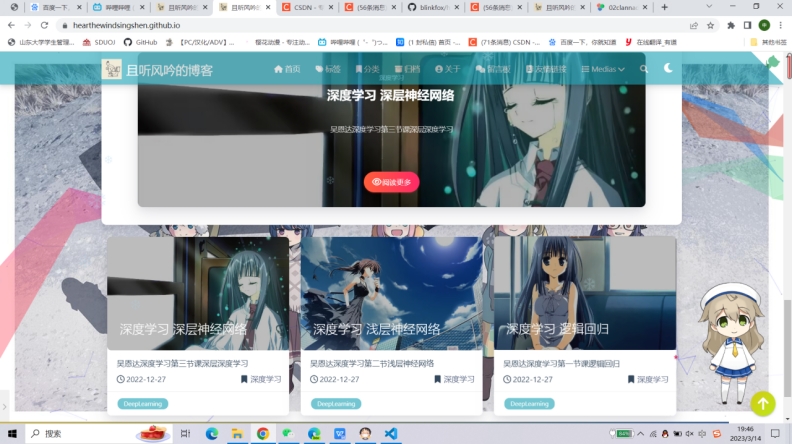 百度一下,
哔哩哔哩
且听风吟的
且听风吟的
CSDN -
(56条消息
blinkfox/
(56条消息
且听风吟的
02clannad
hearthewindsingshen.github.io
山东大学学生管理...
SDUOJ
GitHub
【PC/汉化/ADV】...
樱花动漫 - 专注动...
哔哩哔哩 (゜-゜)つ...
(1 封私信) 首页 -...
(71条消息) CSDN -...
百度一下，你就知道
在线翻译_有道
其他书签
且听风吟的博客
首页
标签
分类
归档
关于
留言板
友情链接
Medias
深度学习
深度学习 深层神经网络
吴恩达深度学习第三节课深层深度学习
阅读更多
深度学习 深层神经网络
深度学习 浅层神经网络
深度学习 逻辑回归
吴恩达深度学习第三节课深层深度学习
吴恩达深度学习第二节浅层神经网络
吴恩达深度学习第一节课逻辑回归
2022-12-27
深度学习
2022-12-27
深度学习
2022-12-27
深度学习
DeepLearning
DeepLearning
DeepLearning
搜索
19:46
2023/3/14